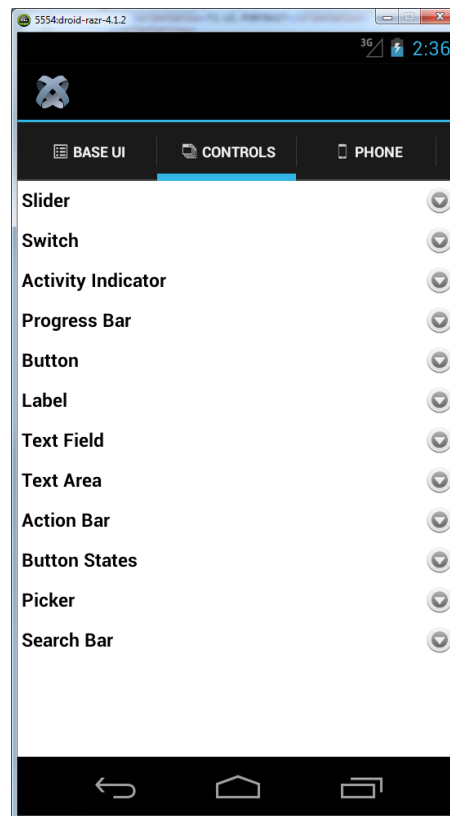 5554:droid-razr-4.1.2
3G 2:36
BASE UI CONTROLS PHONE
Slider
Switch
Activity Indicator
Progress Bar
Button
Label
Text Field
Text Area
Action Bar
Button States
Picker
Search Bar